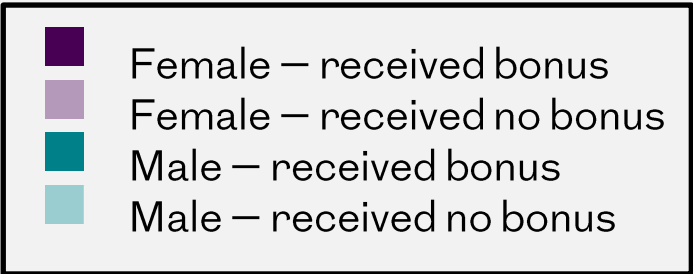 Female – received bonus
Female – received no bonus
Male – received bonus
Male – received no bonus